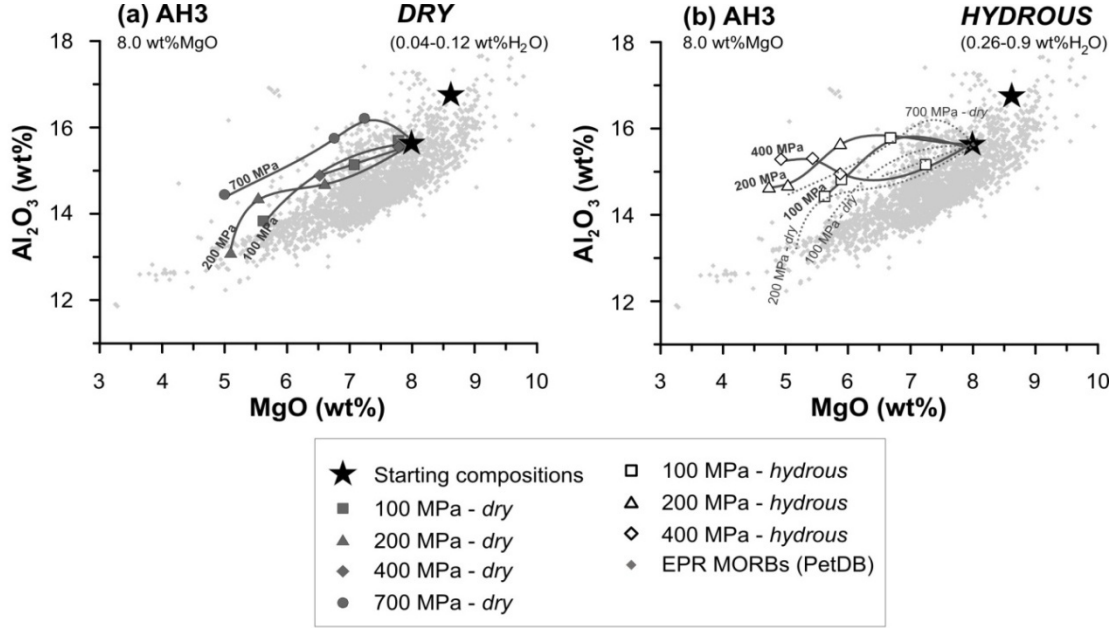 (a) AH3
DRY
8.0 wt%MgO
(0.04-0.12 wt%H₂O)
18
16
14
12
Al₂O₃ (wt%)
700 MPa
200 MPa
100 MPa
3 4 5 6 7 8 9 10
MgO (wt%)
(b) AH3
HYDROUS
8.0 wt%MgO
(0.26-0.9 wt%H₂O)
18
16
14
12
Al₂O₃ (wt%)
700 MPa - dry
400 MPa
200 MPa
100 MPa
100 MPa - dry
200 MPa - dry
3 4 5 6 7 8 9 10
MgO (wt%)
Starting compositions
100 MPa - dry
200 MPa - dry
400 MPa - dry
700 MPa - dry
100 MPa - hydrous
200 MPa - hydrous
400 MPa - hydrous
EPR MORBs (PetDB)